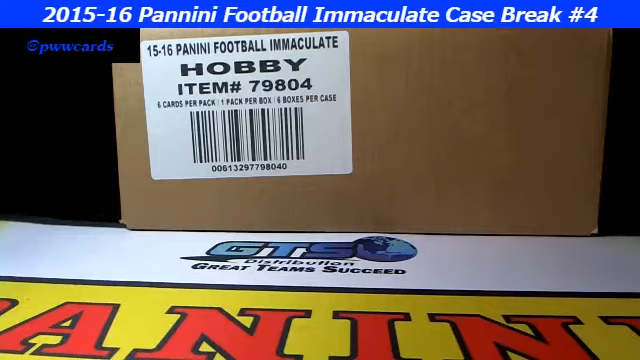 2015-16 Pannini Football Immaculate Case Break #4
@pwwcards
15-16 PANINI FOOTBALL IMMACULATE
HOBBY
ITEM# 79804
6 CARDS PER PACK / 1 PACK PER BOX / 6 BOXES PER CASE
00613297798040
GTS
Distribution
GREAT TEAMS SUCCEED
PANINI